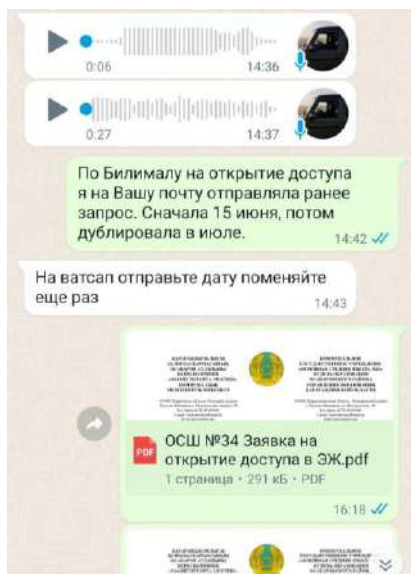 0:06 14:36
0:27 14:37
По Билималу на открытие доступа
я на Вашу почту отправляла ранее
запрос. Сначала 15 июня, потом
дублировала в июле.
14:42
На ватсап отправьте дату поменяйте
еще раз
14:43
PDF
ОСШ №34 Заявка на
открытие доступа в ЭЖ.pdf
1 страница • 291 кБ • PDF
16:18